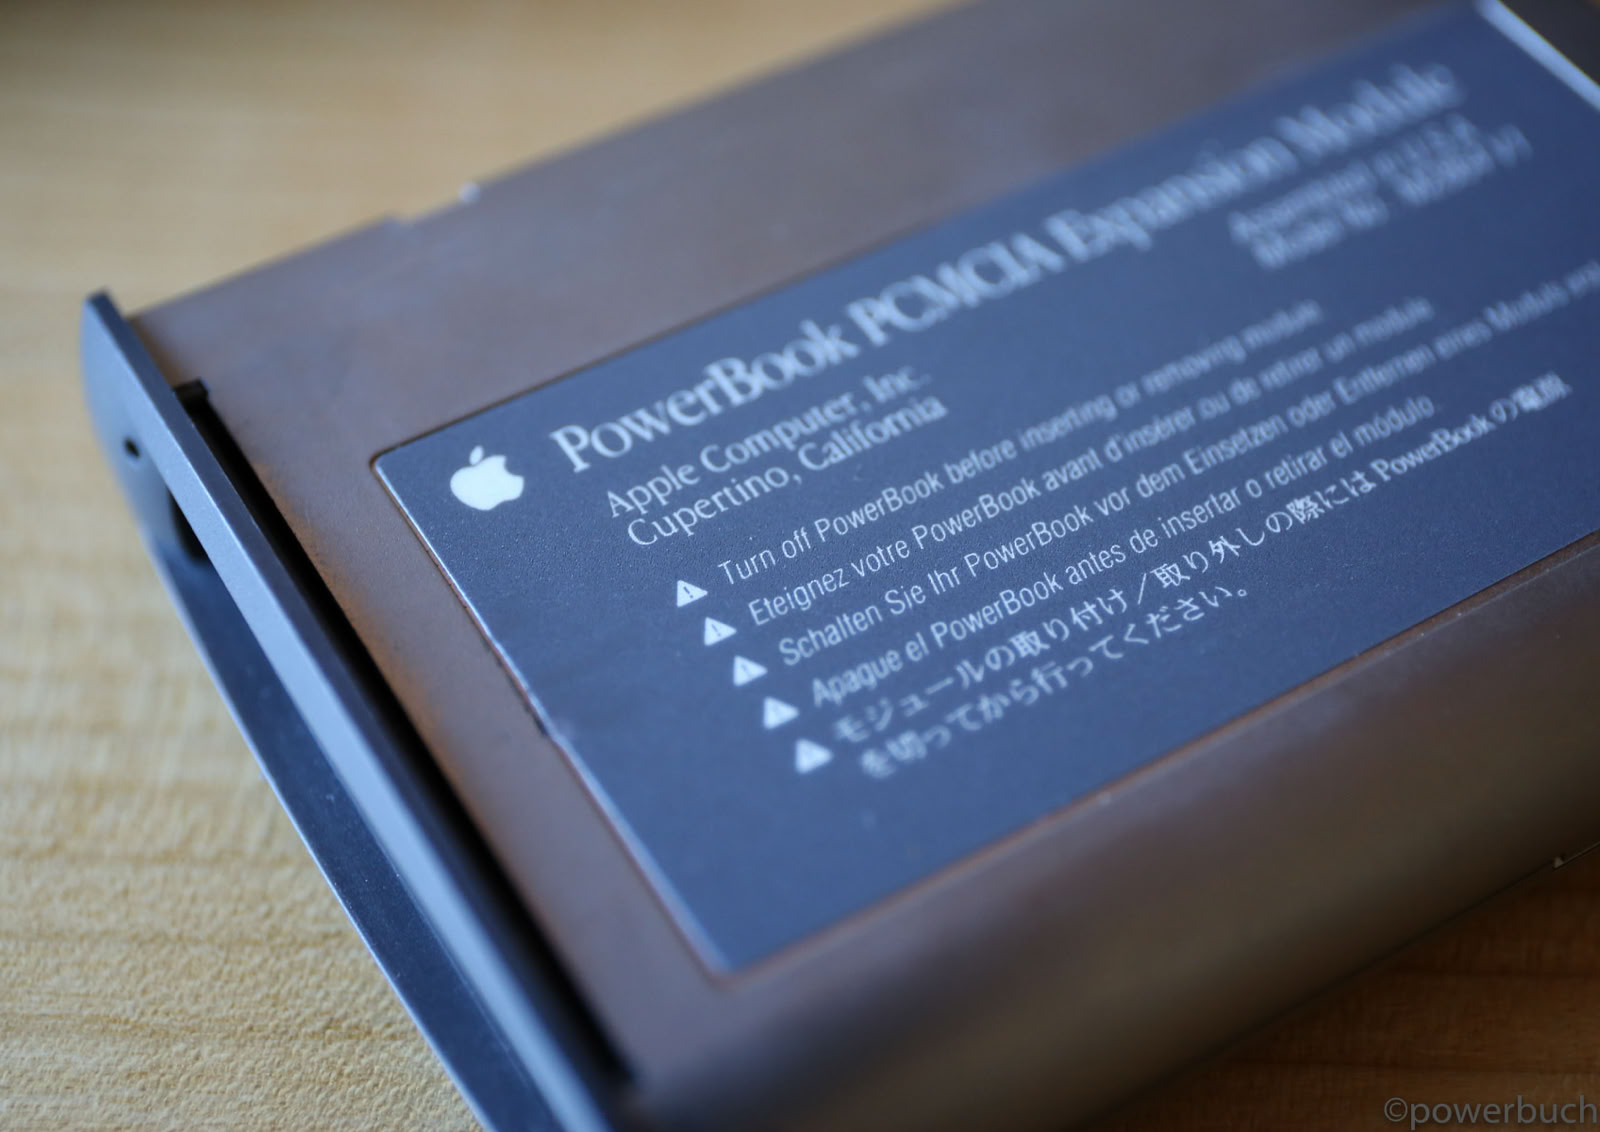 PowerBook PCMCIA Expansion Module
Apple Computer, Inc.
Cupertino, California
Model No
Turn off PowerBook before inserting or removing module
Eteignez votre PowerBook avant d'insérer ou de retirer un module
Schalten Sie Ihr PowerBook vor dem Einsetzen oder Entfernen eines Moduls
Apague el PowerBook antes de insertar o retirar el módulo.
モジュールの取り付け／取り外しの際にはPowerBookの電源
を切ってから行ってください。
©powerbuch